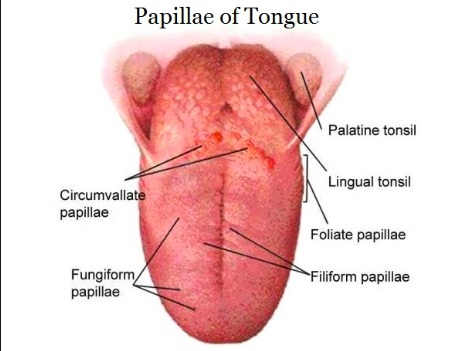 Papillae of Tongue
Palatine tonsil
Lingual tonsil
Circumvallate
papillae
Foliate papillae
Fungiform
papillae
Filiform papillae